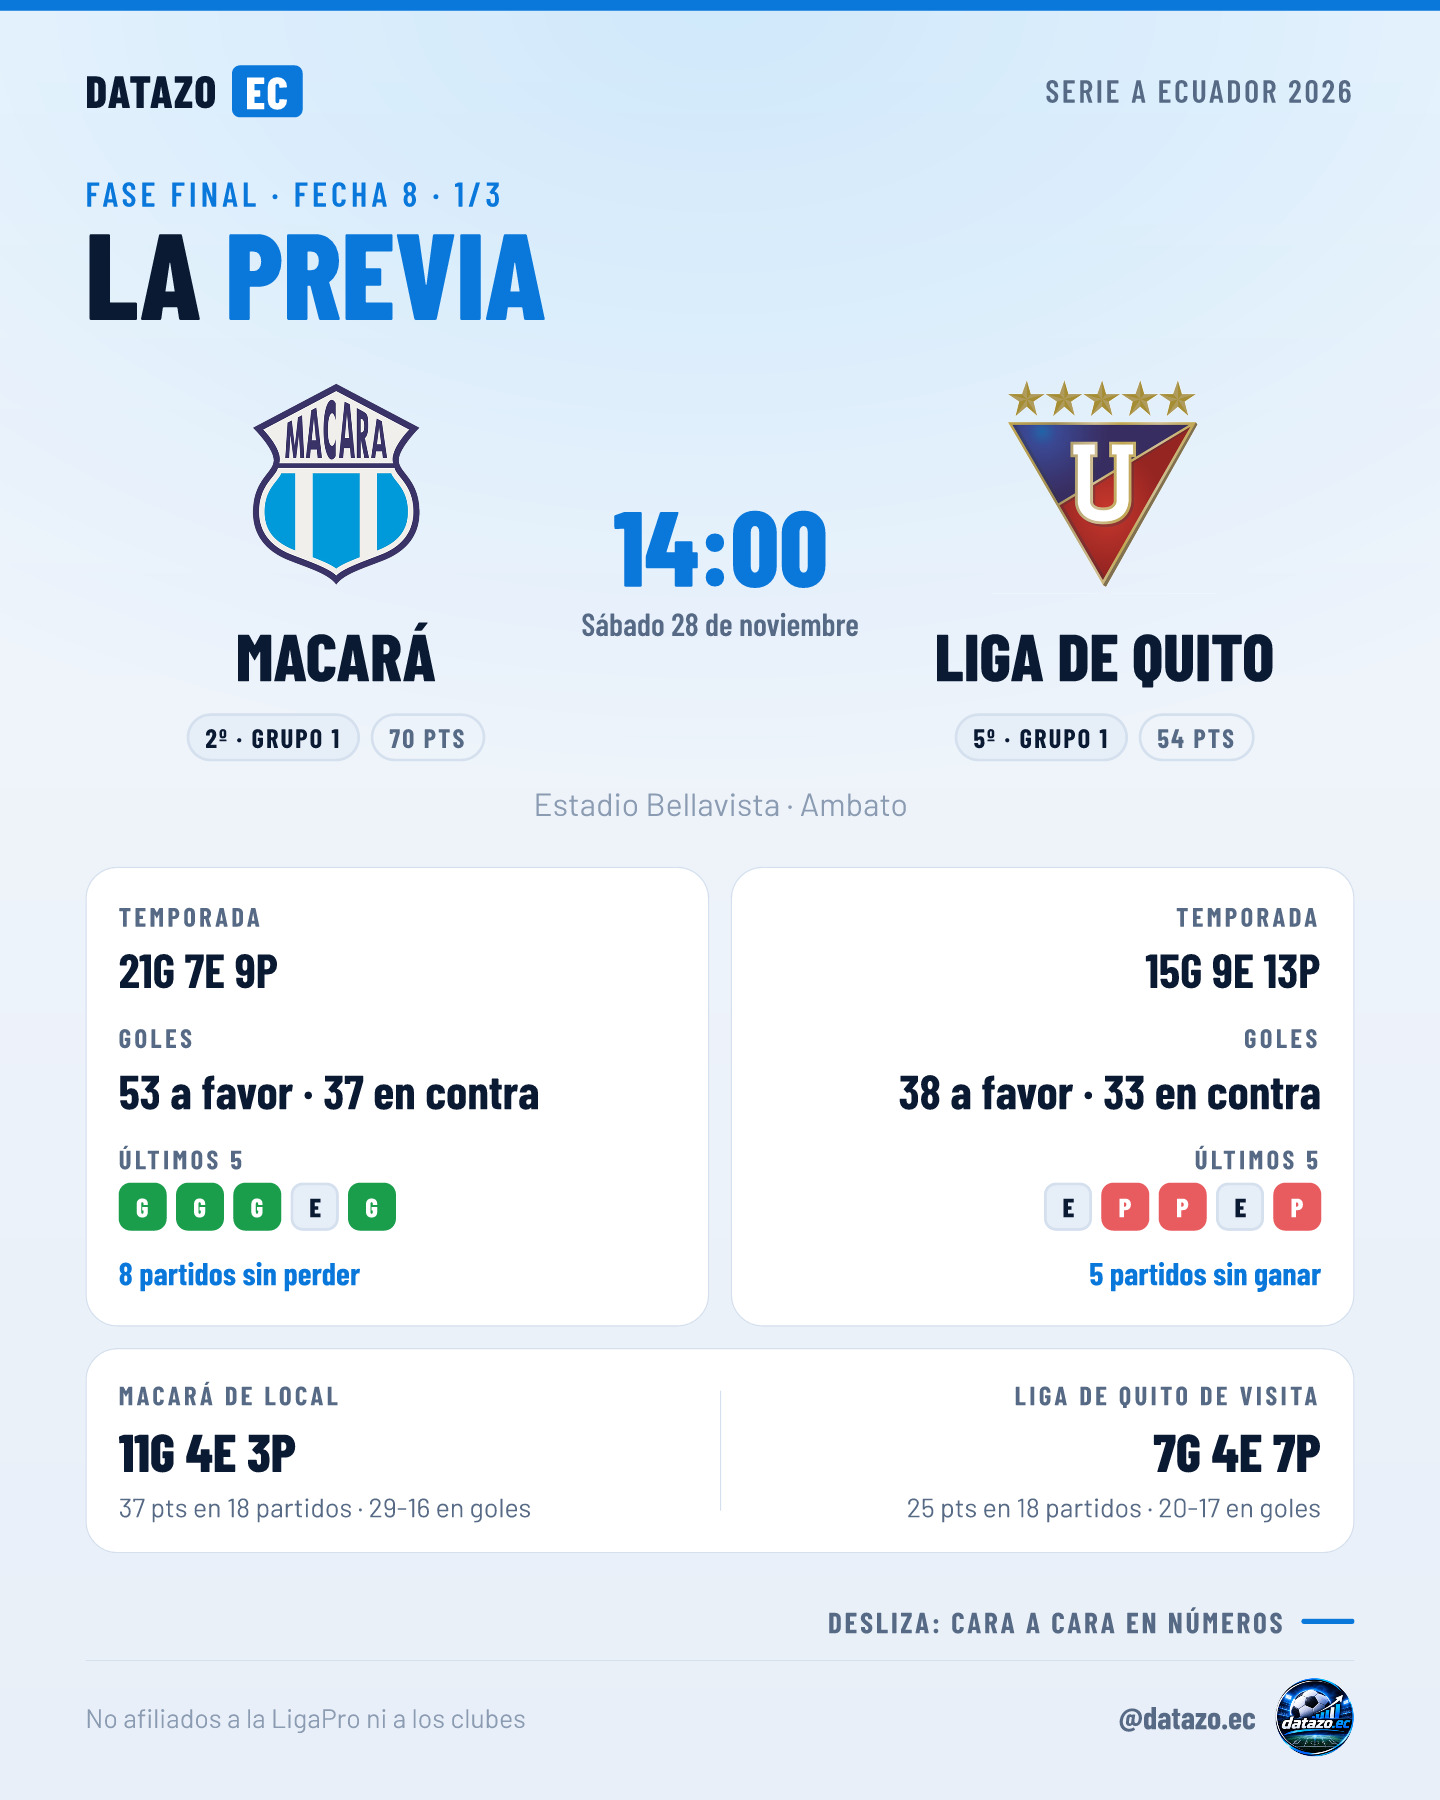 DATAZO EC
SERIE A ECUADOR 2026
FASE FINAL · FECHA 8 · 1/3
LA PREVIA
MACARA
U
14:00
Sábado 28 de noviembre
MACARÁ
LIGA DE QUITO
2º · GRUPO 1
70 PTS
5º · GRUPO 1
54 PTS
Estadio Bellavista · Ambato
TEMPORADA
21G 7E 9P
GOLES
53 a favor · 37 en contra
ÚLTIMOS 5
G G G E G
8 partidos sin perder
TEMPORADA
15G 9E 13P
GOLES
38 a favor · 33 en contra
ÚLTIMOS 5
E P P E P
5 partidos sin ganar
MACARÁ DE LOCAL
11G 4E 3P
37 pts en 18 partidos · 29-16 en goles
LIGA DE QUITO DE VISITA
7G 4E 7P
25 pts en 18 partidos · 20-17 en goles
DESLIZA: CARA A CARA EN NÚMEROS
No afiliados a la LigaPro ni a los clubes
@datazo.ec
datazo.ec